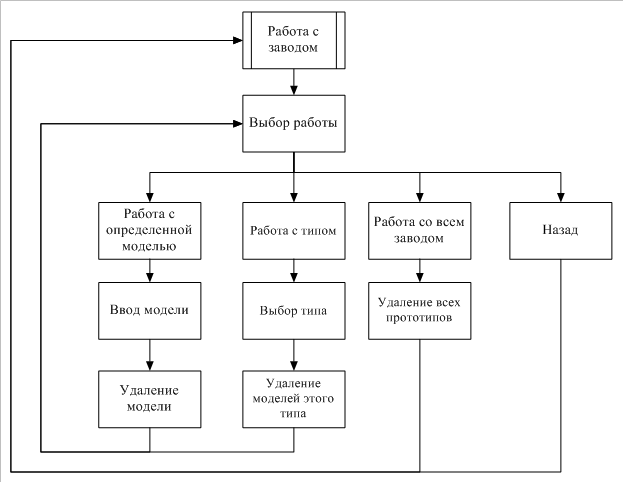 Работа с
заводом
Выбор работы
Работа с
определенной
моделью
Работа с типом
Работа со всем
заводом
Назад
Ввод модели
Выбор типа
Удаление всех
прототипов
Удаление
модели
Удаление
моделей этого
типа